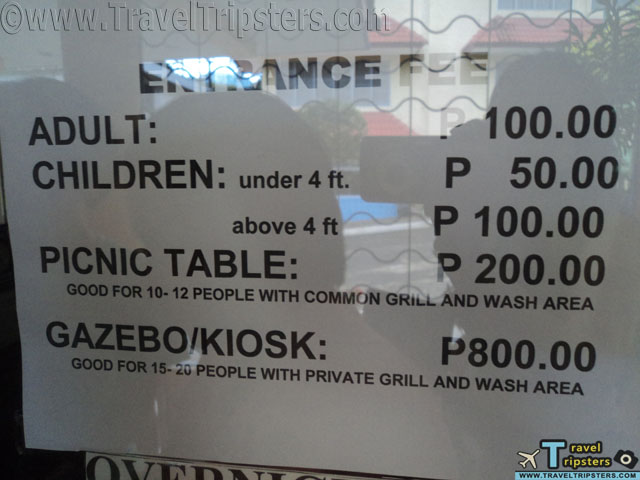 ©www.TravelTripsters.com©
ENTRANCE FEE
ADULT: P 100.00
CHILDREN: under 4 ft. P 50.00
above 4 ft P 100.00
PICNIC TABLE: P 200.00
GOOD FOR 10- 12 PEOPLE WITH COMMON GRILL AND WASH AREA
GAZEBO/KIOSK: P800.00
GOOD FOR 15- 20 PEOPLE WITH PRIVATE GRILL AND WASH AREA
Travel
Tripsters
WWW.TRAVELTRIPSTERS.COM